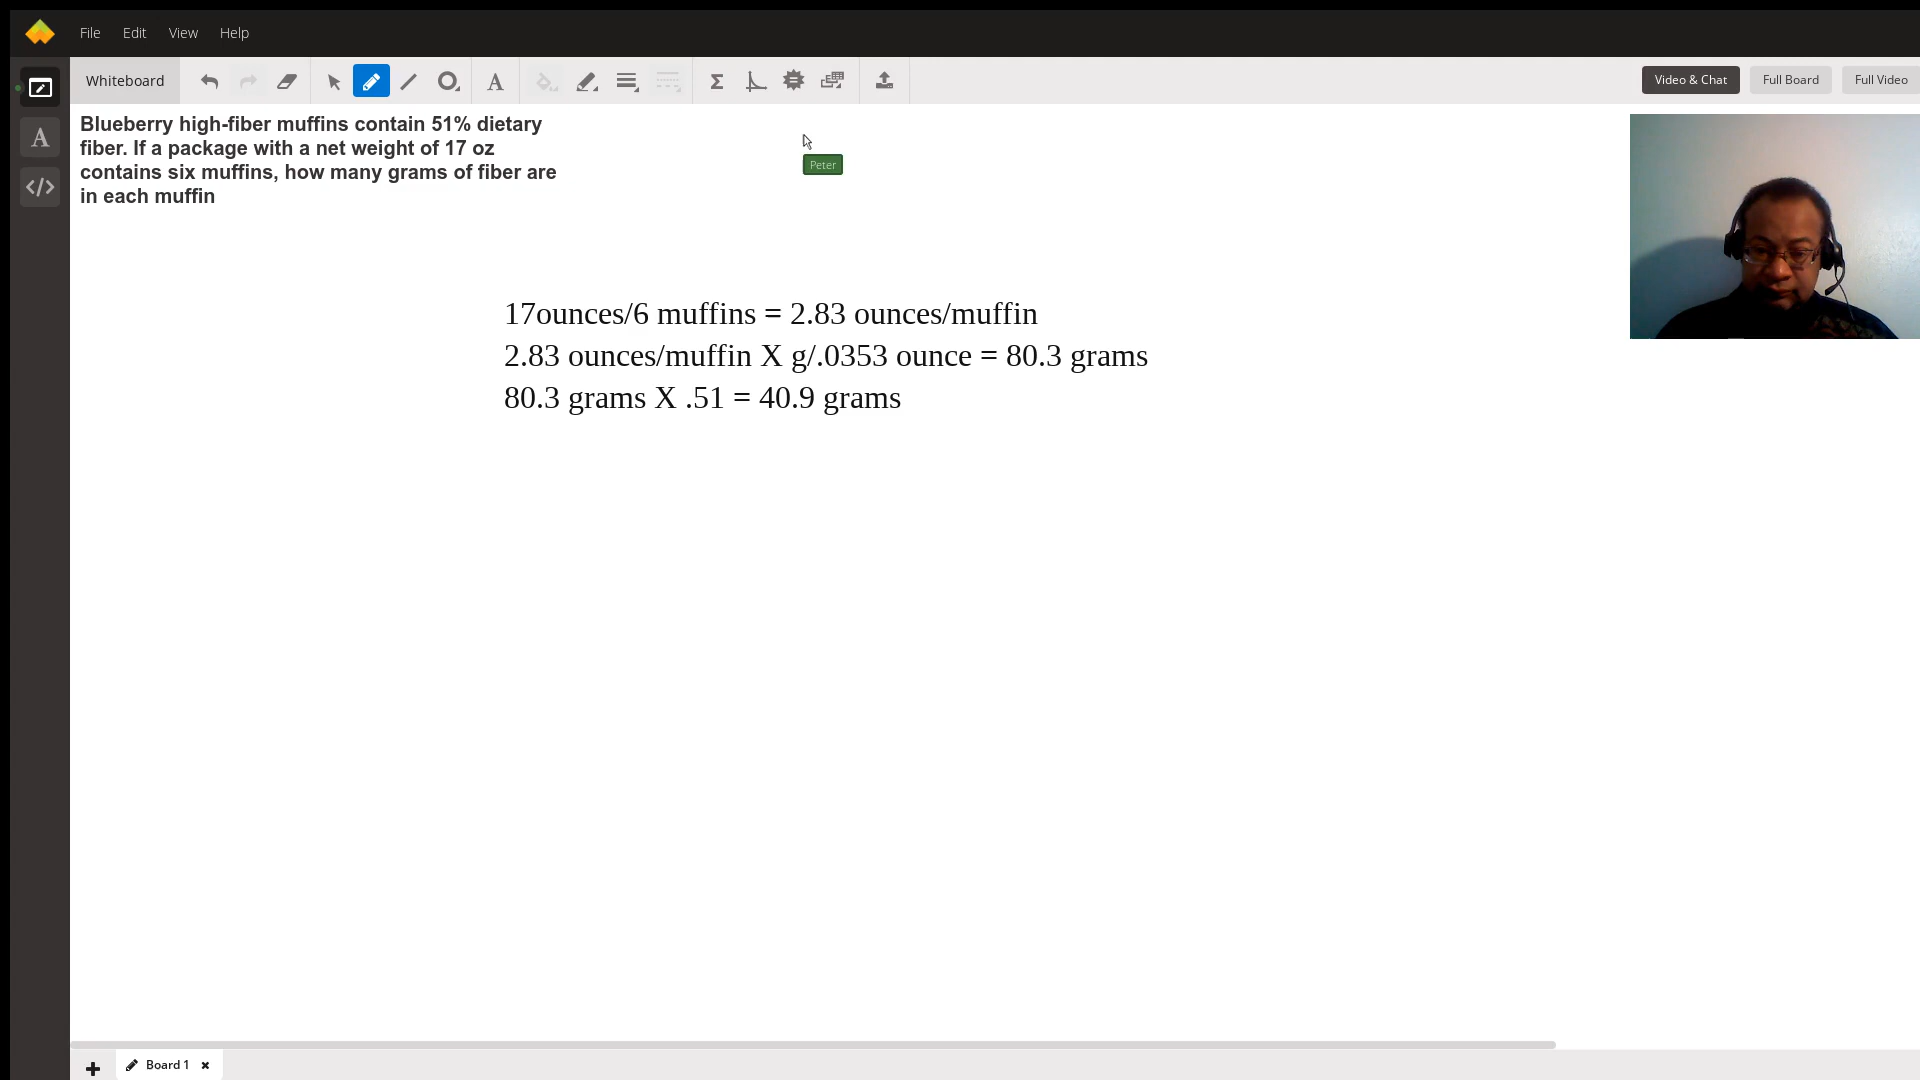 File Edit View Help
Whiteboard A Σ Video & Chat Full Board Full Video
A
</>
Blueberry high-fiber muffins contain 51% dietary
fiber. If a package with a net weight of 17 oz
contains six muffins, how many grams of fiber are
in each muffin
Peter
17ounces/6 muffins = 2.83 ounces/muffin
2.83 ounces/muffin X g/.0353 ounce = 80.3 grams
80.3 grams X .51 = 40.9 grams
Board 1